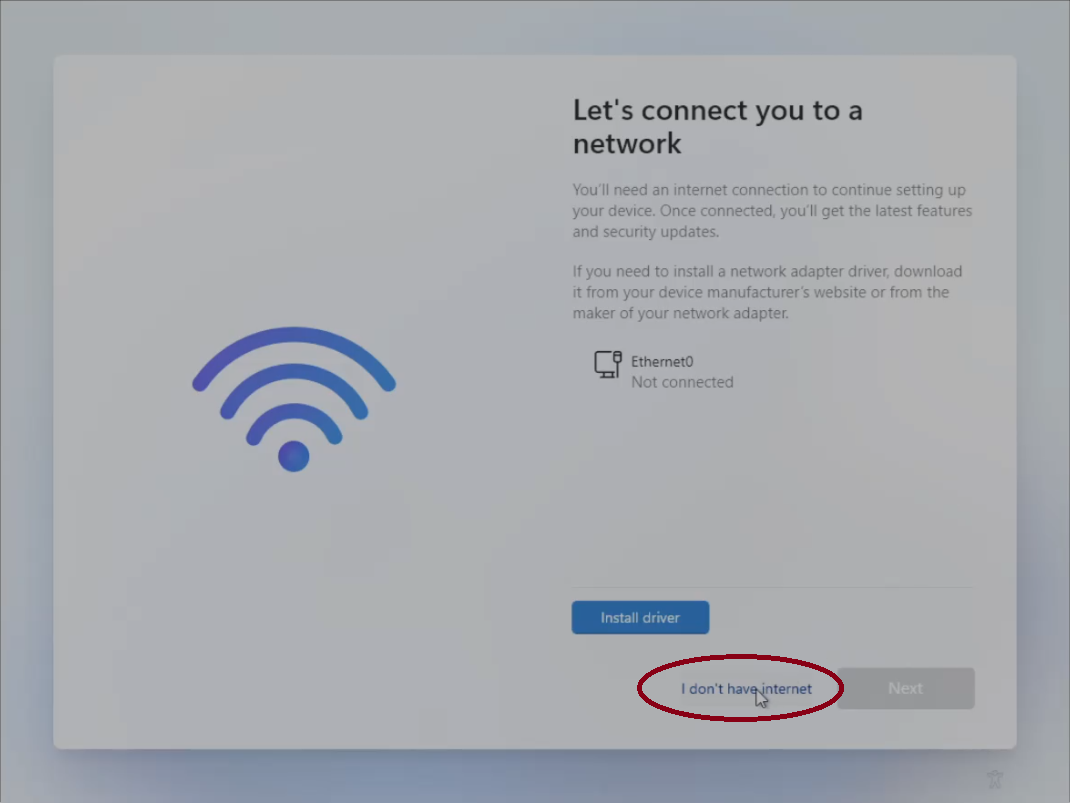 Let's connect you to a
network
You'll need an internet connection to continue setting up
your device. Once connected, you'll get the latest features
and security updates.
If you need to install a network adapter driver, download
it from your device manufacturer's website or from the
maker of your network adapter.
Ethernet0
Not connected
Install driver
I don't have internet
Next